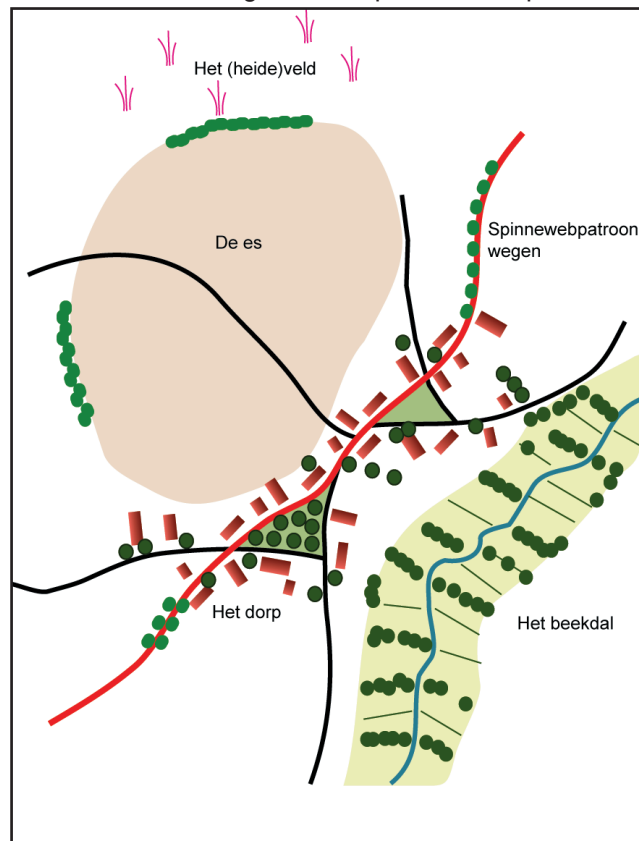 Het (heide)veld
De es
Spinnewebpatroon
wegen
Het dorp
Het beekdal